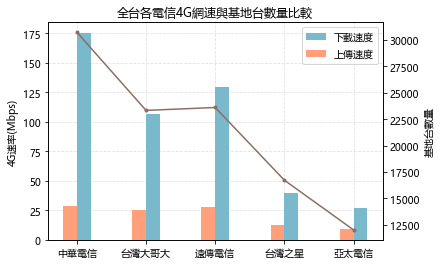 全台各電信4G網速與基地台數量比較
下載速度
上傳速度
4G速率(Mbps)
175
150
125
100
75
50
25
0
30000
27500
25000
22500
20000
17500
15000
12500
基地台數量
中華電信
台灣大哥大
遠傳電信
台灣之星
亞太電信